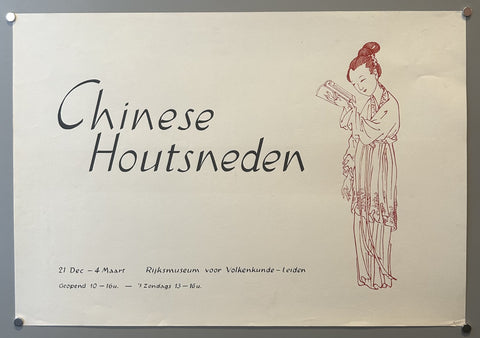 Chinese
Houtsneden
21 Dec – 4 Maart Rijksmuseum voor Volkenkunde – Leiden
Geopend 10 – 16u. — 's Zondags 13 – 16u.